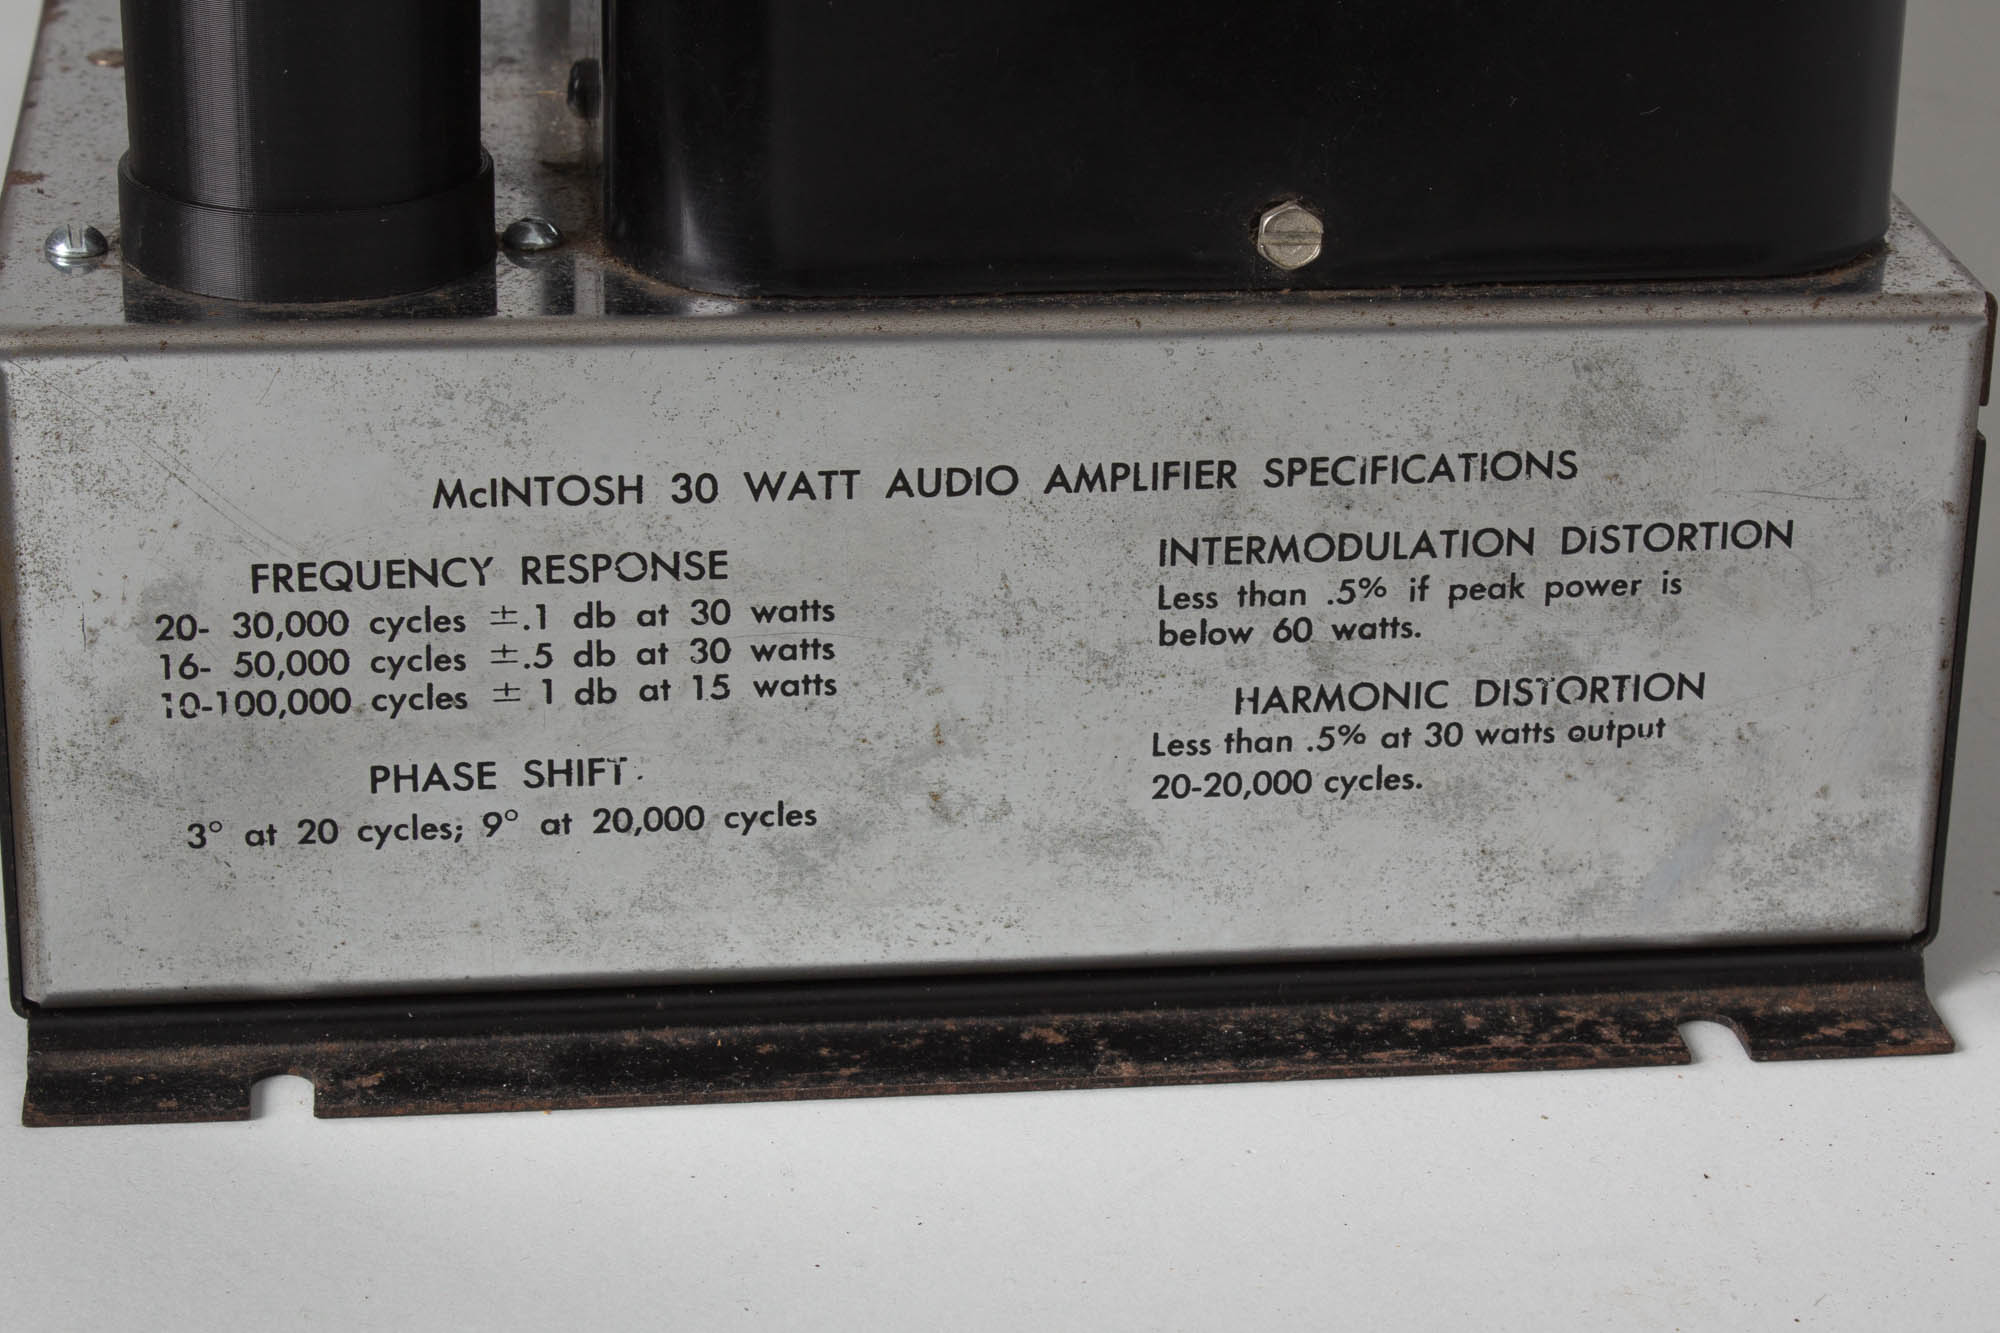 McINTOSH 30 WATT AUDIO AMPLIFIER SPECIFICATIONS
FREQUENCY RESPONSE
20- 30,000 cycles ±.1 db at 30 watts
16- 50,000 cycles ±.5 db at 30 watts
10-100,000 cycles ± 1 db at 15 watts
PHASE SHIFT
3° at 20 cycles; 9° at 20,000 cycles
INTERMODULATION DISTORTION
Less than .5% if peak power is
below 60 watts.
HARMONIC DISTORTION
Less than .5% at 30 watts output
20-20,000 cycles.